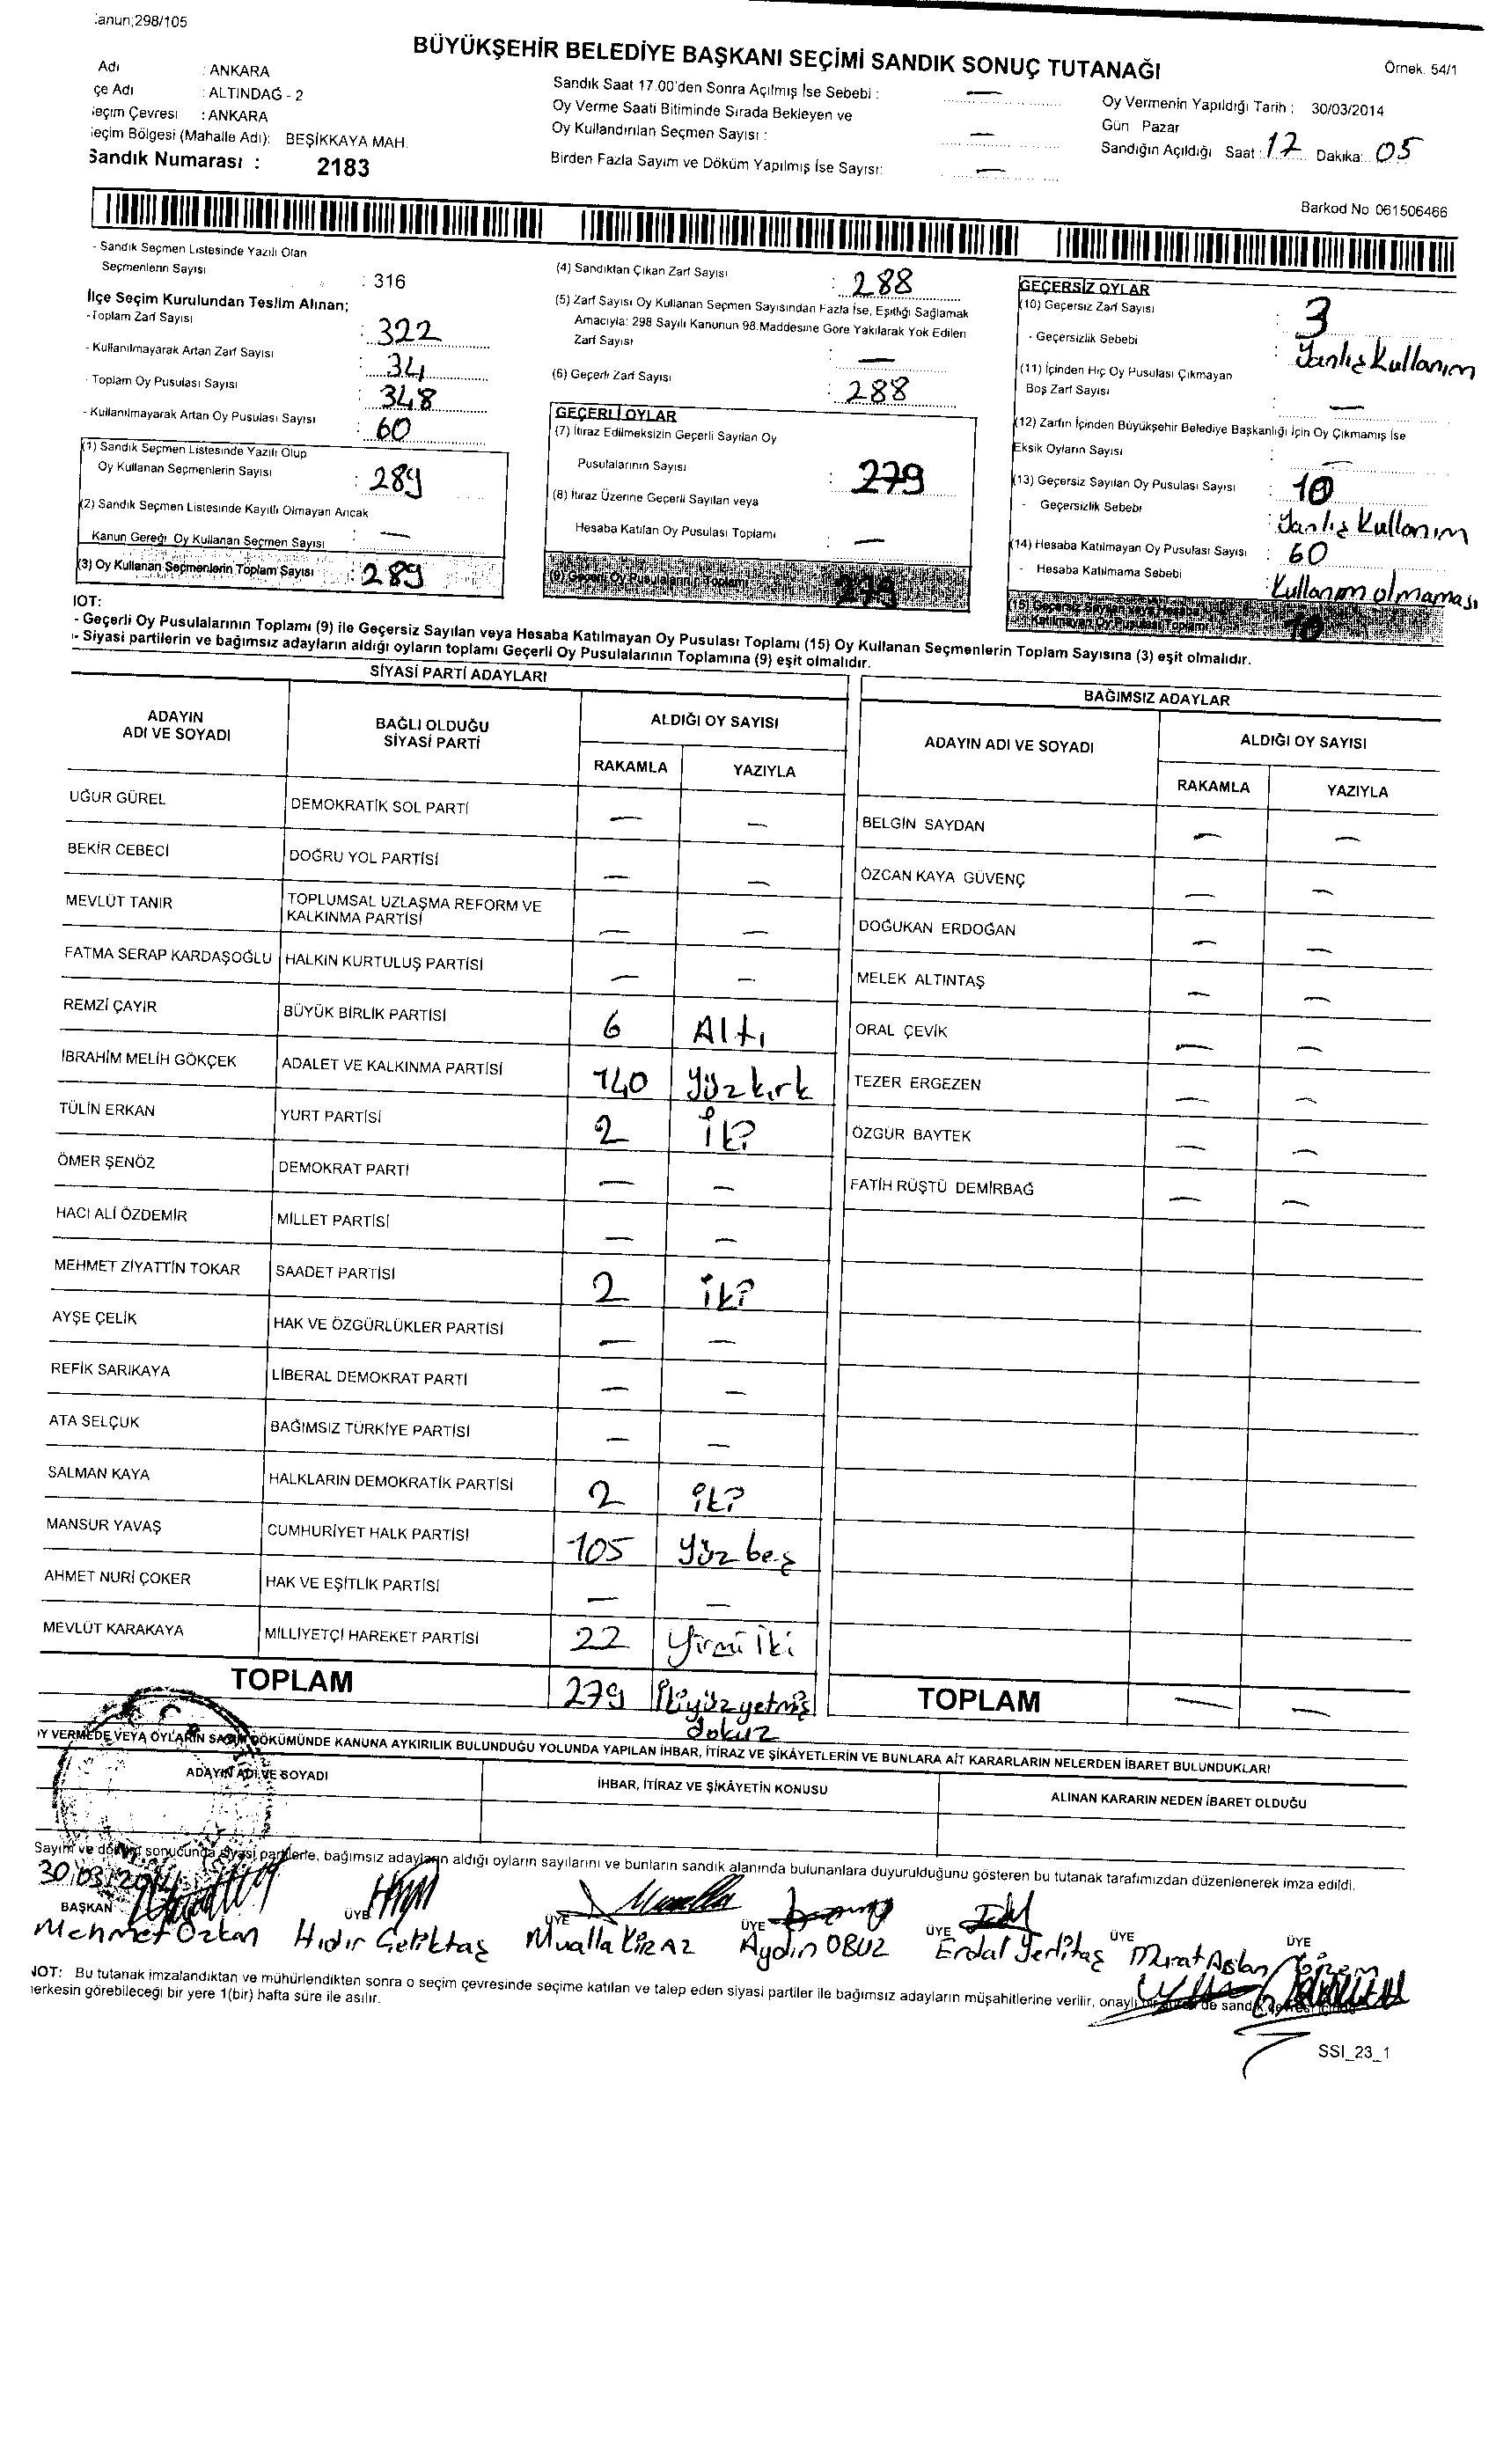 :anun;298/105
BÜYÜKŞEHİR BELEDİYE BAŞKANI SEÇİMİ SANDIK SONUÇ TUTANAĞI
Örnek. 54/1
Adı : ANKARA
çe Adı : ALTINDAĞ - 2
eçim Çevresi : ANKARA
eçim Bölgesi (Mahalle Adı): BEŞİKKAYA MAH.
Sandık Numarası : 2183
Sandık Saat 17.00'den Sonra Açılmış İse Sebebi : —
Oy Verme Saati Bitiminde Sırada Bekleyen ve
Oy Kullandırılan Seçmen Sayısı : —
Birden Fazla Sayım ve Döküm Yapılmış İse Sayısı: —
Oy Vermenin Yapıldığı Tarih : 30/03/2014
Gün Pazar
Sandığın Açıldığı Saat : 17 Dakika: 05
Barkod No 061506466
- Sandık Seçmen Listesinde Yazılı Olan
Seçmenlerin Sayısı : 316
İlçe Seçim Kurulundan Teslim Alınan;
-Toplam Zarf Sayısı : 322
- Kullanılmayarak Artan Zarf Sayısı : 34
- Toplam Oy Pusulası Sayısı : 348
- Kullanılmayarak Artan Oy Pusulası Sayısı : 60
(1) Sandık Seçmen Listesinde Yazılı Olup
Oy Kullanan Seçmenlerin Sayısı : 289
(2) Sandık Seçmen Listesinde Kayıtlı Olmayan Ancak
Kanun Gereği Oy Kullanan Seçmen Sayısı : —
(3) Oy Kullanan Seçmenlerin Toplam Sayısı : 289
(4) Sandıktan Çıkan Zarf Sayısı : 288
(5) Zarf Sayısı Oy Kullanan Seçmen Sayısından Fazla İse, Eşitliği Sağlamak
Amacıyla: 298 Sayılı Kanunun 98.Maddesine Göre Yakılarak Yok Edilen
Zarf Sayısı : —
(6) Geçerli Zarf Sayısı : 288
GEÇERLİ OYLAR
(7) İtiraz Edilmeksizin Geçerli Sayılan Oy
Pusulalarının Sayısı : 279
(8) İtiraz Üzerine Geçerli Sayılan veya
Hesaba Katılan Oy Pusulası Toplamı : —
(9) Geçerli Oy Pusulalarının Toplamı 279
GEÇERSİZ OYLAR
(10) Geçersiz Zarf Sayısı : 3
- Geçersizlik Sebebi : Yanlış Kullanım
(11) İçinden Hiç Oy Pusulası Çıkmayan
Boş Zarf Sayısı : —
(12) Zarfın İçinden Büyükşehir Belediye Başkanlığı İçin Oy Çıkmamış İse
Eksik Oyların Sayısı : —
(13) Geçersiz Sayılan Oy Pusulası Sayısı : 10
- Geçersizlik Sebebi : Yanlış Kullanım
(14) Hesaba Katılmayan Oy Pusulası Sayısı : 60
- Hesaba Katılmama Sebebi : Kullanım olmaması
(15) Geçersiz Sayılan veya Hesaba
Katılmayan Oy Pusulası Toplamı 10
NOT:
- Geçerli Oy Pusulalarının Toplamı (9) ile Geçersiz Sayılan veya Hesaba Katılmayan Oy Pusulası Toplamı (15) Oy Kullanan Seçmenlerin Toplam Sayısına (3) eşit olmalıdır.
- Siyasi partilerin ve bağımsız adayların aldığı oyların toplamı Geçerli Oy Pusulalarının Toplamına (9) eşit olmalıdır.
SİYASİ PARTİ ADAYLARI
ADAYIN ADI VE SOYADI BAĞLI OLDUĞU SİYASİ PARTİ ALDIĞI OY SAYISI
RAKAMLA YAZIYLA
UĞUR GÜREL DEMOKRATİK SOL PARTİ — —
BEKİR CEBECİ DOĞRU YOL PARTİSİ — —
MEVLÜT TANIR TOPLUMSAL UZLAŞMA REFORM VE KALKINMA PARTİSİ — —
FATMA SERAP KARDAŞOĞLU HALKIN KURTULUŞ PARTİSİ — —
REMZİ ÇAYIR BÜYÜK BİRLİK PARTİSİ 6 Altı
İBRAHİM MELİH GÖKÇEK ADALET VE KALKINMA PARTİSİ 140 Yüzkırk
TÜLİN ERKAN YURT PARTİSİ 2 İki
ÖMER ŞENÖZ DEMOKRAT PARTİ — —
HACI ALİ ÖZDEMİR MİLLET PARTİSİ — —
MEHMET ZİYATTİN TOKAR SAADET PARTİSİ 2 iki
AYŞE ÇELİK HAK VE ÖZGÜRLÜKLER PARTİSİ — —
REFİK SARIKAYA LİBERAL DEMOKRAT PARTİ — —
ATA SELÇUK BAĞIMSIZ TÜRKİYE PARTİSİ — —
SALMAN KAYA HALKLARIN DEMOKRATİK PARTİSİ 2 iki
MANSUR YAVAŞ CUMHURİYET HALK PARTİSİ 105 Yüz beş
AHMET NURİ ÇOKER HAK VE EŞİTLİK PARTİSİ — —
MEVLÜT KARAKAYA MİLLİYETÇİ HAREKET PARTİSİ 22 Yirmi İki
TOPLAM 279 İkiyüzyetmiş dokuz
BAĞIMSIZ ADAYLAR
ADAYIN ADI VE SOYADI ALDIĞI OY SAYISI
RAKAMLA YAZIYLA
BELGİN SAYDAN — —
ÖZCAN KAYA GÜVENÇ — —
DOĞUKAN ERDOĞAN — —
MELEK ALTINTAŞ — —
ORAL ÇEVİK — —
TEZER ERGEZEN — —
ÖZGÜR BAYTEK — —
FATİH RÜŞTÜ DEMİRBAĞ — —
TOPLAM — —
OY VERMEDE VEYA OYLARIN SAYIM DÖKÜMÜNDE KANUNA AYKIRILIK BULUNDUĞU YOLUNDA YAPILAN İHBAR, İTİRAZ VE ŞİKÂYETLERİN VE BUNLARA AİT KARARLARIN NELERDEN İBARET BULUNDUKLARI
ADAYIN ADI VE SOYADI İHBAR, İTİRAZ VE ŞİKÂYETİN KONUSU ALINAN KARARIN NEDEN İBARET OLDUĞU
Sayım ve döküm sonucunda siyasi partilerle, bağımsız adayların aldığı oyların sayılarını ve bunların sandık alanında bulunanlara duyurulduğunu gösteren bu tutanak tarafımızdan düzenlenerek imza edildi.
30/03/2014
BAŞKAN ÜYE ÜYE ÜYE ÜYE ÜYE ÜYE
Mehmet Özkan Hıdır Çeliktaş Mualla KİRAZ Aydın OBUZ Erdal Yerlitaş Murat Aslan
NOT: Bu tutanak imzalandıktan ve mühürlendikten sonra o seçim çevresinde seçime katılan ve talep eden siyasi partiler ile bağımsız adayların müşahitlerine verilir, onaylı bir sureti de sandık çevresi içinde
herkesin görebileceği bir yere 1(bir) hafta süre ile asılır.
SSI_23_1